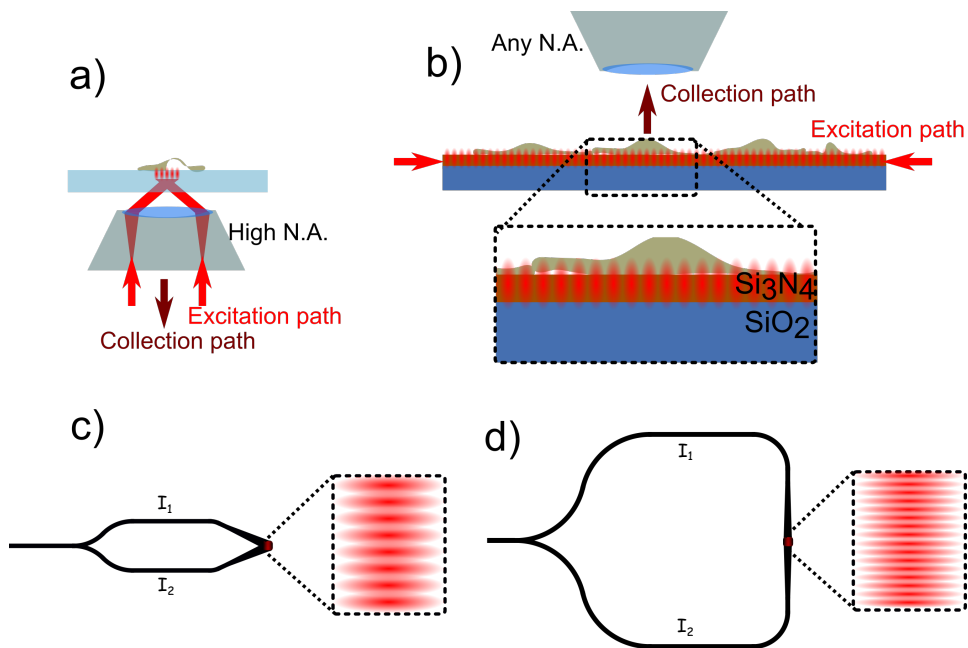 a)
High N.A.
Excitation path
Collection path
b)
Any N.A.
Collection path
Excitation path
Si3N4
SiO2
c)
I1
I2
d)
I1
I2